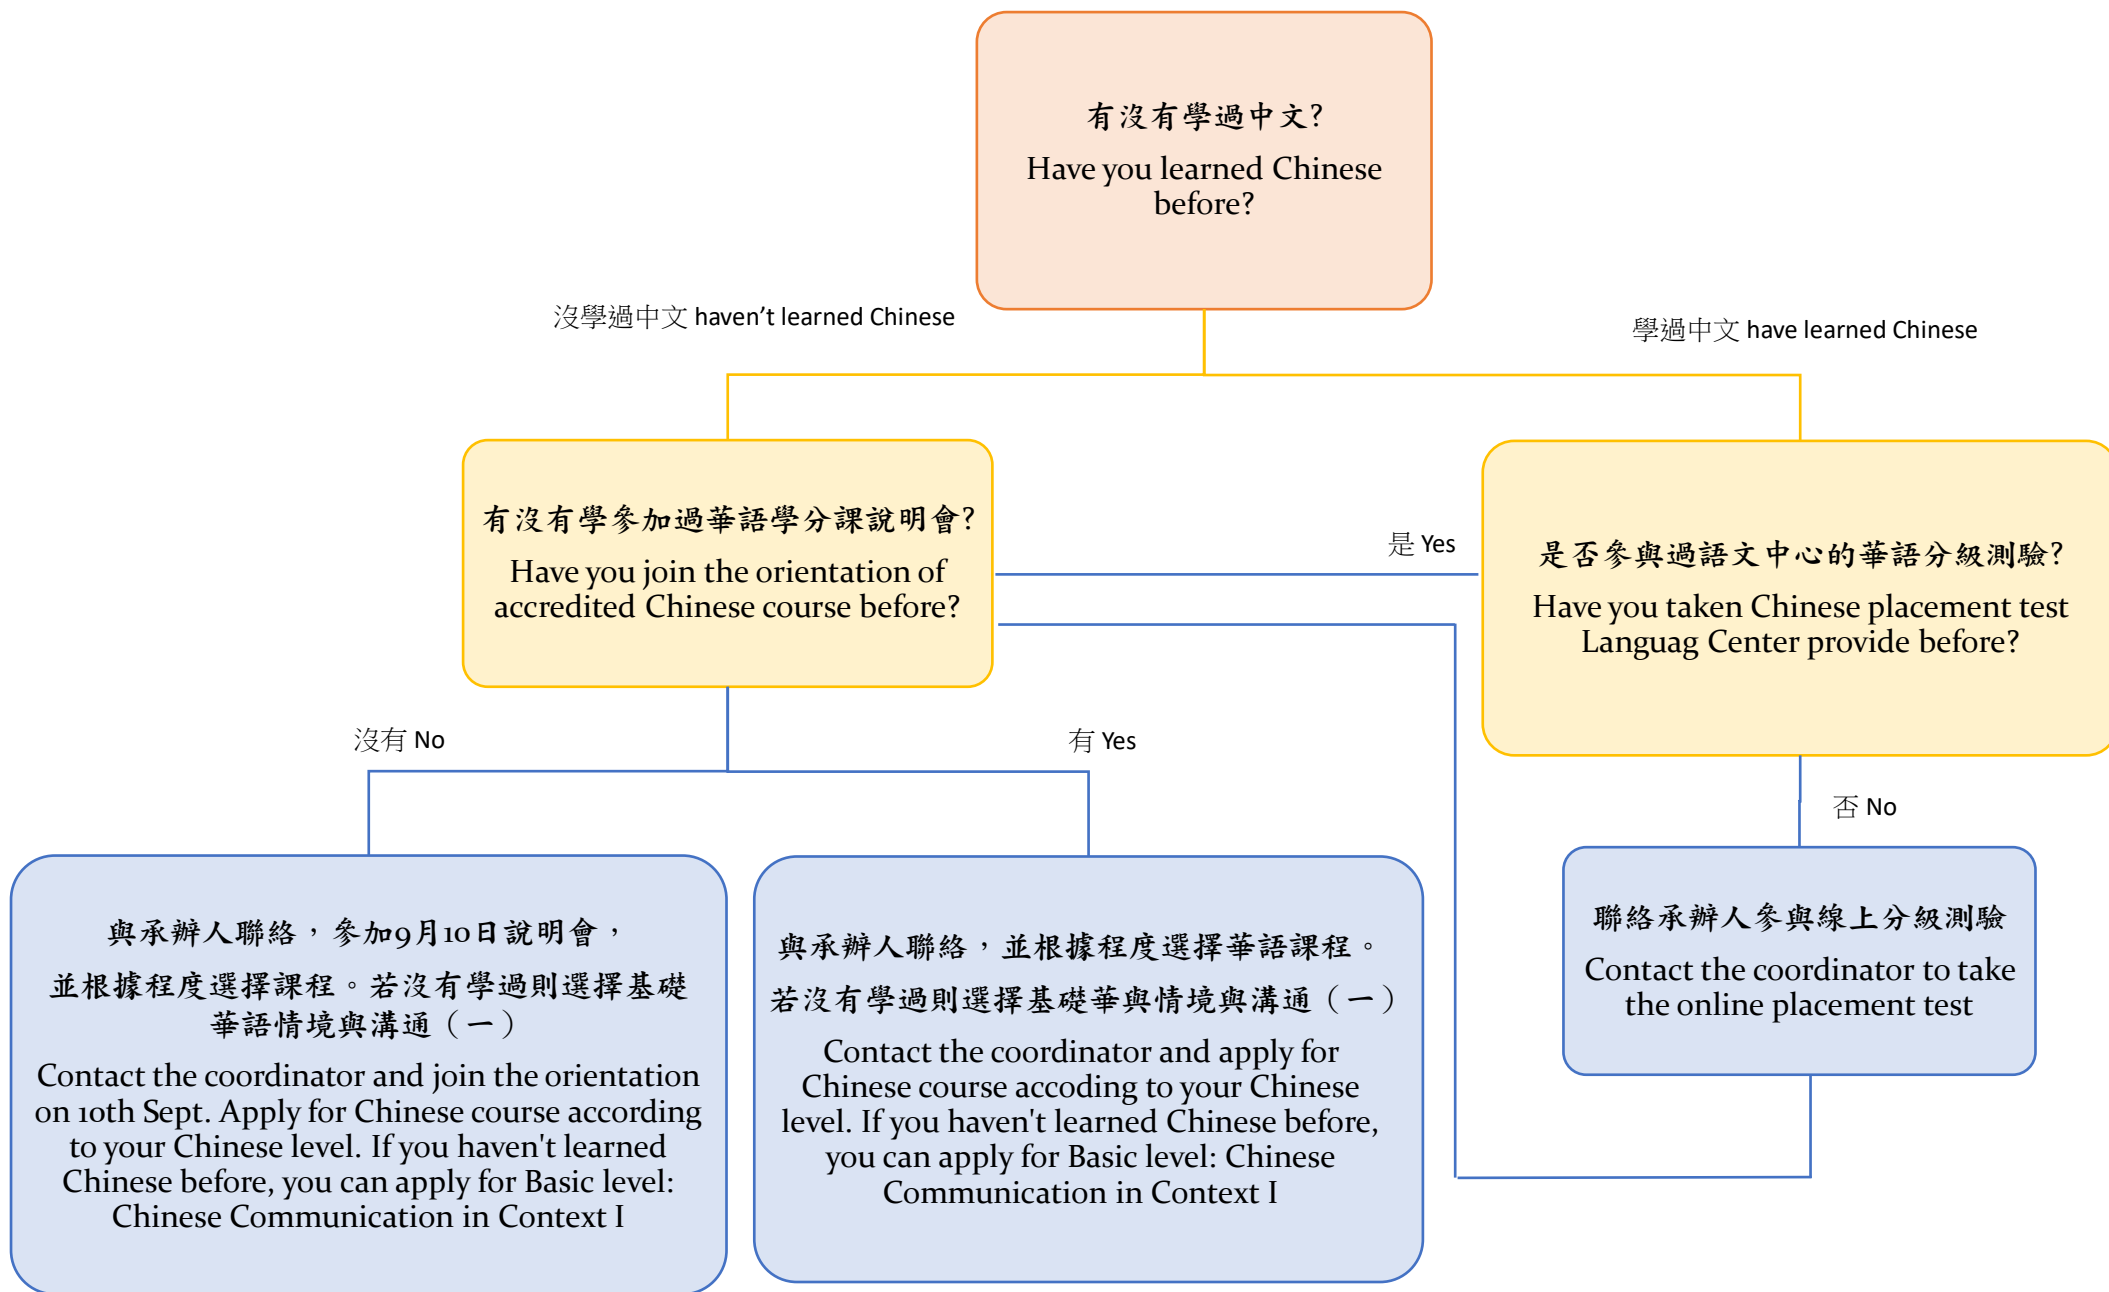 有沒有學過中文?
Have you learned Chinese
before?
沒學過中文 haven't learned Chinese
學過中文 have learned Chinese
有沒有學參加過華語學分課說明會?
Have you join the orientation of
accredited Chinese course before?
是 Yes
是否參與過語文中心的華語分級測驗?
Have you taken Chinese placement test
Languag Center provide before?
沒有 No
有 Yes
否 No
與承辦人聯絡，參加9月10日說明會，
並根據程度選擇課程。若沒有學過則選擇基礎
華語情境與溝通（一）
Contact the coordinator and join the orientation
on 10th Sept. Apply for Chinese course according
to your Chinese level. If you haven't learned
Chinese before, you can apply for Basic level:
Chinese Communication in Context I
與承辦人聯絡，並根據程度選擇華語課程。
若沒有學過則選擇基礎華與情境與溝通（一）
Contact the coordinator and apply for
Chinese course accoding to your Chinese
level. If you haven't learned Chinese before,
you can apply for Basic level: Chinese
Communication in Context I
聯絡承辦人參與線上分級測驗
Contact the coordinator to take
the online placement test